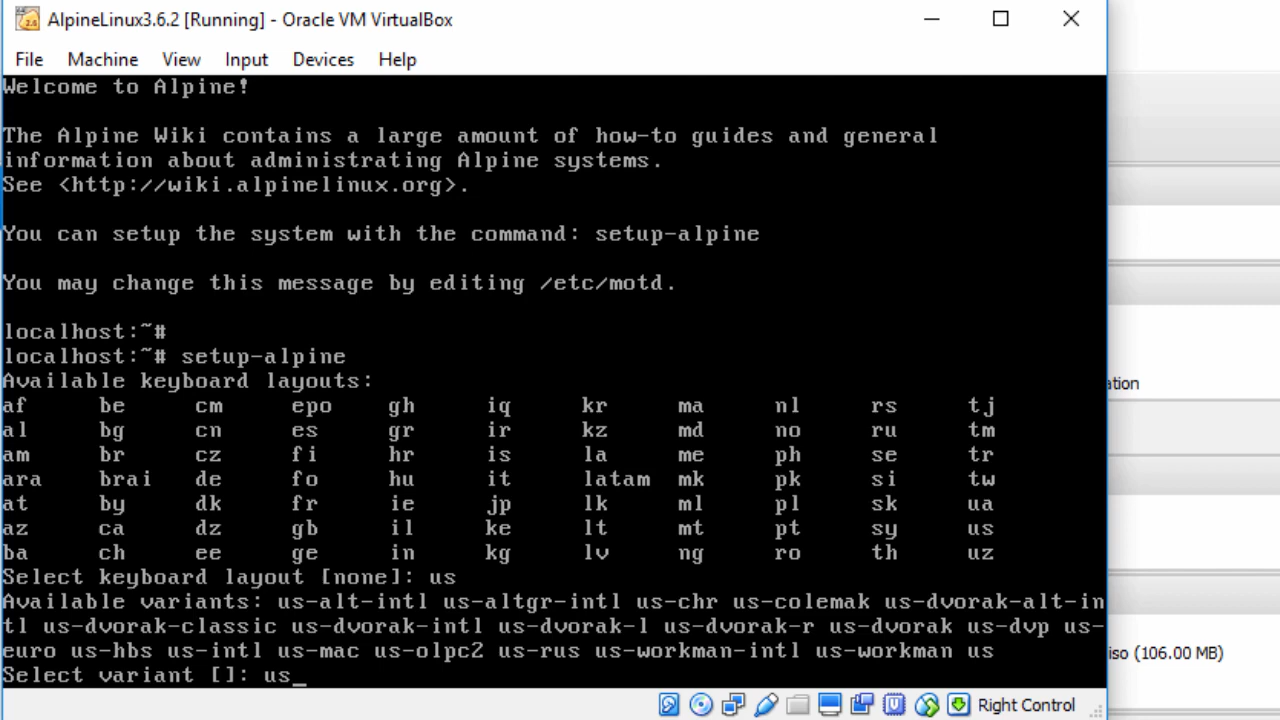 AlpineLinux3.6.2 [Running] - Oracle VM VirtualBox
File Machine View Input Devices Help
Welcome to Alpine!
The Alpine Wiki contains a large amount of how-to guides and general
information about administrating Alpine systems.
See <http://wiki.alpinelinux.org>.
You can setup the system with the command: setup-alpine
You may change this message by editing /etc/motd.
localhost:~#
localhost:~# setup-alpine
Available keyboard layouts:
af be cm epo gh iq kr ma nl rs tj
al bg cn es gr ir kz md no ru tm
am br cz fi hr is la me ph se tr
ara brai de fo hu it latam mk pk si tw
at by dk fr ie jp lk ml pl sk ua
az ca dz gb il ke lt mt pt sy us
ba ch ee ge in kg lv ng ro th uz
Select keyboard layout [none]: us
Available variants: us-alt-intl us-altgr-intl us-chr us-colemak us-dvorak-alt-in
tl us-dvorak-classic us-dvorak-intl us-dvorak-l us-dvorak-r us-dvorak us-dvp us-
euro us-hbs us-intl us-mac us-olpc2 us-rus us-workman-intl us-workman us
Select variant []: us_
Right Control
ation
iso (106.00 MB)